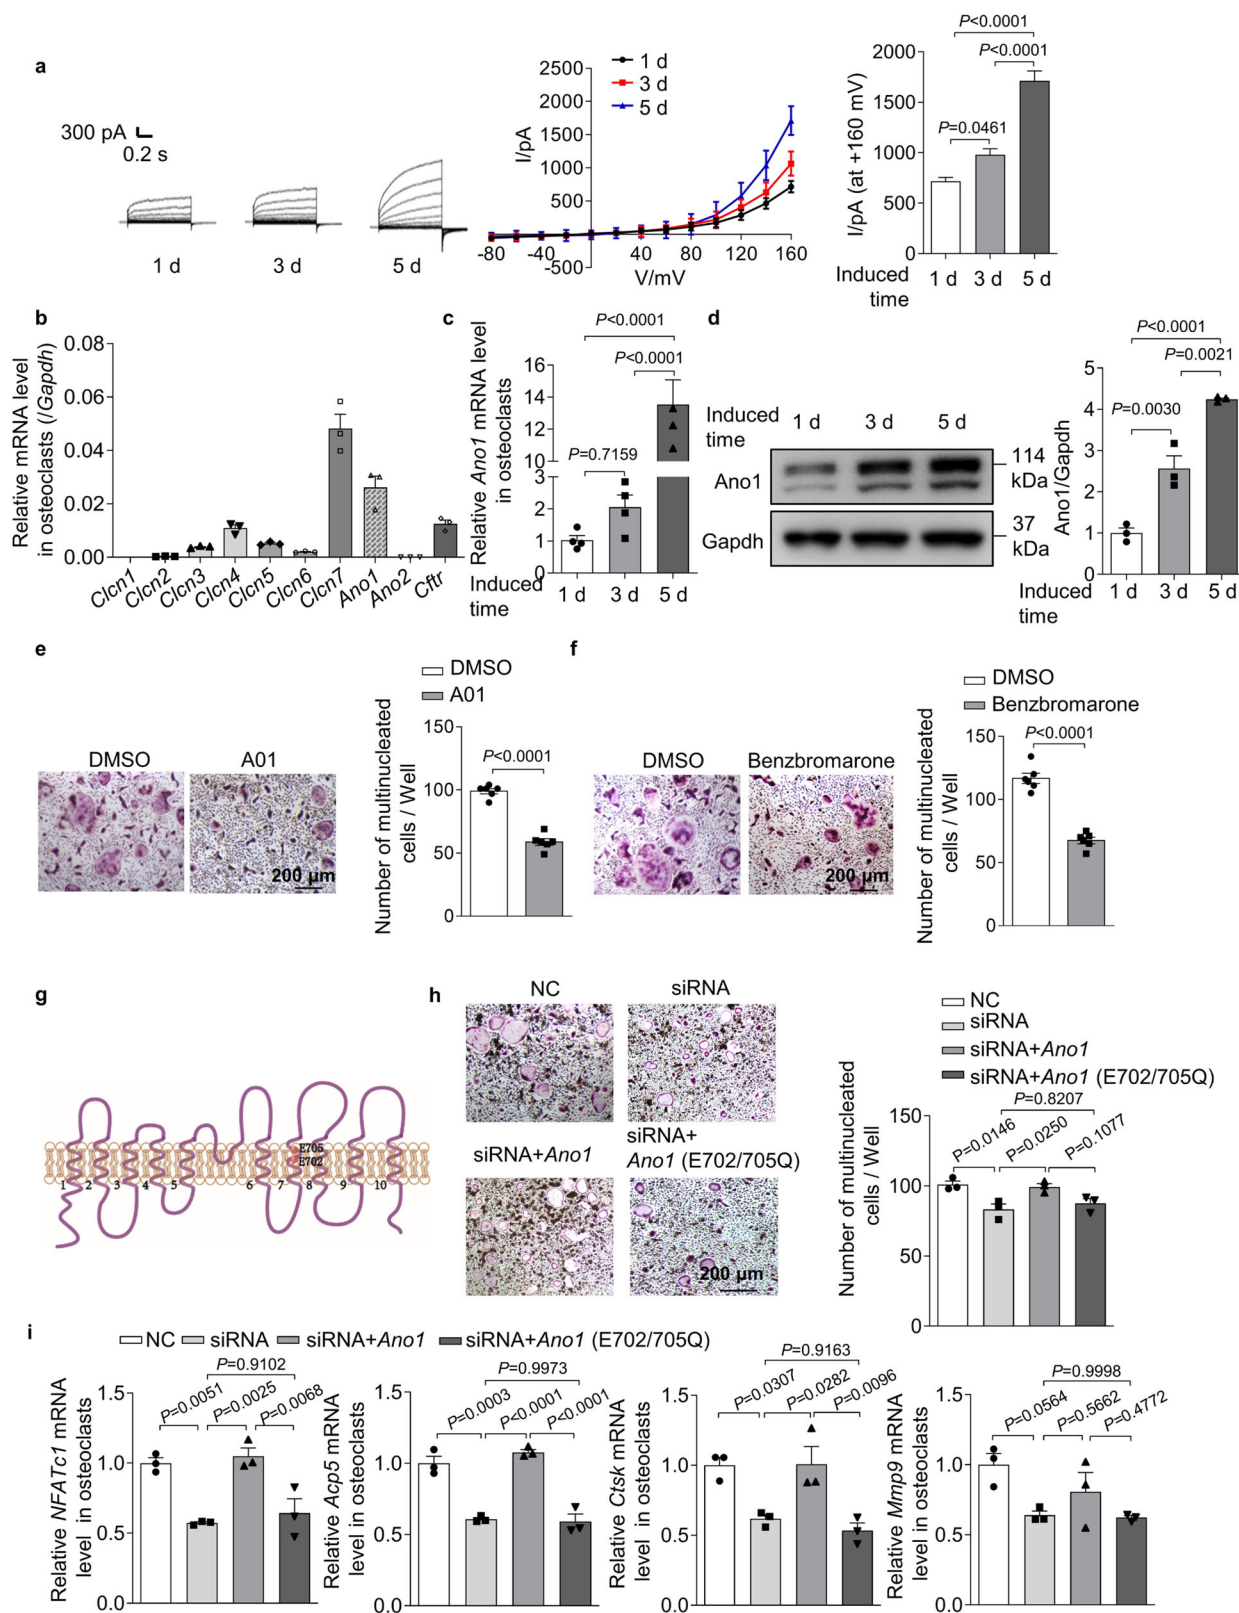 a
300 pA
0.2 s
1 d
3 d
5 d
I/pA
2500
2000
1500
1000
500
-500
-80
-40
40
80
120
160
V/mV
1 d
3 d
5 d
P<0.0001
P<0.0001
P=0.0461
I/pA (at +160 mV)
2000
1500
1000
500
0
Induced
time
1 d 3 d 5 d
b
Relative mRNA level
in osteoclasts (/Gapdh)
0.08
0.06
0.04
0.02
0.00
Clcn1
Clcn2
Clcn3
Clcn4
Clcn5
Clcn6
Clcn7
Ano1
Ano2
Cftr
c
Relative Ano1 mRNA level
in osteoclasts
P<0.0001
P<0.0001
P=0.7159
16
14
12
10
3
2
1
0
Induced
time
1 d 3 d 5 d
d
Induced
time
1 d 3 d 5 d
Ano1
114
kDa
Gapdh
37
kDa
Ano1/Gapdh
P<0.0001
P=0.0021
P=0.0030
5
4
3
2
1
0
Induced
time
1 d 3 d 5 d
e
DMSO
A01
200 μm
DMSO
A01
Number of multinucleated
cells / Well
P<0.0001
150
100
50
0
f
DMSO
Benzbromarone
200 μm
DMSO
Benzbromarone
Number of multinucleated
cells / Well
P<0.0001
150
100
50
0
g
E705
E702
1 2 3 4 5 6 7 8 9 10
h
NC
siRNA
siRNA+Ano1
siRNA+
Ano1 (E702/705Q)
200 μm
NC
siRNA
siRNA+Ano1
siRNA+Ano1 (E702/705Q)
Number of multinucleated
cells / Well
P=0.8207
P=0.0146
P=0.0250
P=0.1077
150
100
50
0
i
NC
siRNA
siRNA+Ano1
siRNA+Ano1 (E702/705Q)
Relative NFATc1 mRNA
level in osteoclasts
P=0.9102
P=0.0051
P=0.0025
P=0.0068
1.5
1.0
0.5
0.0
Relative Acp5 mRNA
level in osteoclasts
P=0.9973
P=0.0003
P<0.0001
P<0.0001
1.5
1.0
0.5
0.0
Relative Ctsk mRNA
level in osteoclasts
P=0.9163
P=0.0307
P=0.0282
P=0.0096
1.5
1.0
0.5
0.0
Relative Mmp9 mRNA
level in osteoclasts
P=0.9998
P=0.0564
P=0.5662
P=0.4772
1.5
1.0
0.5
0.0